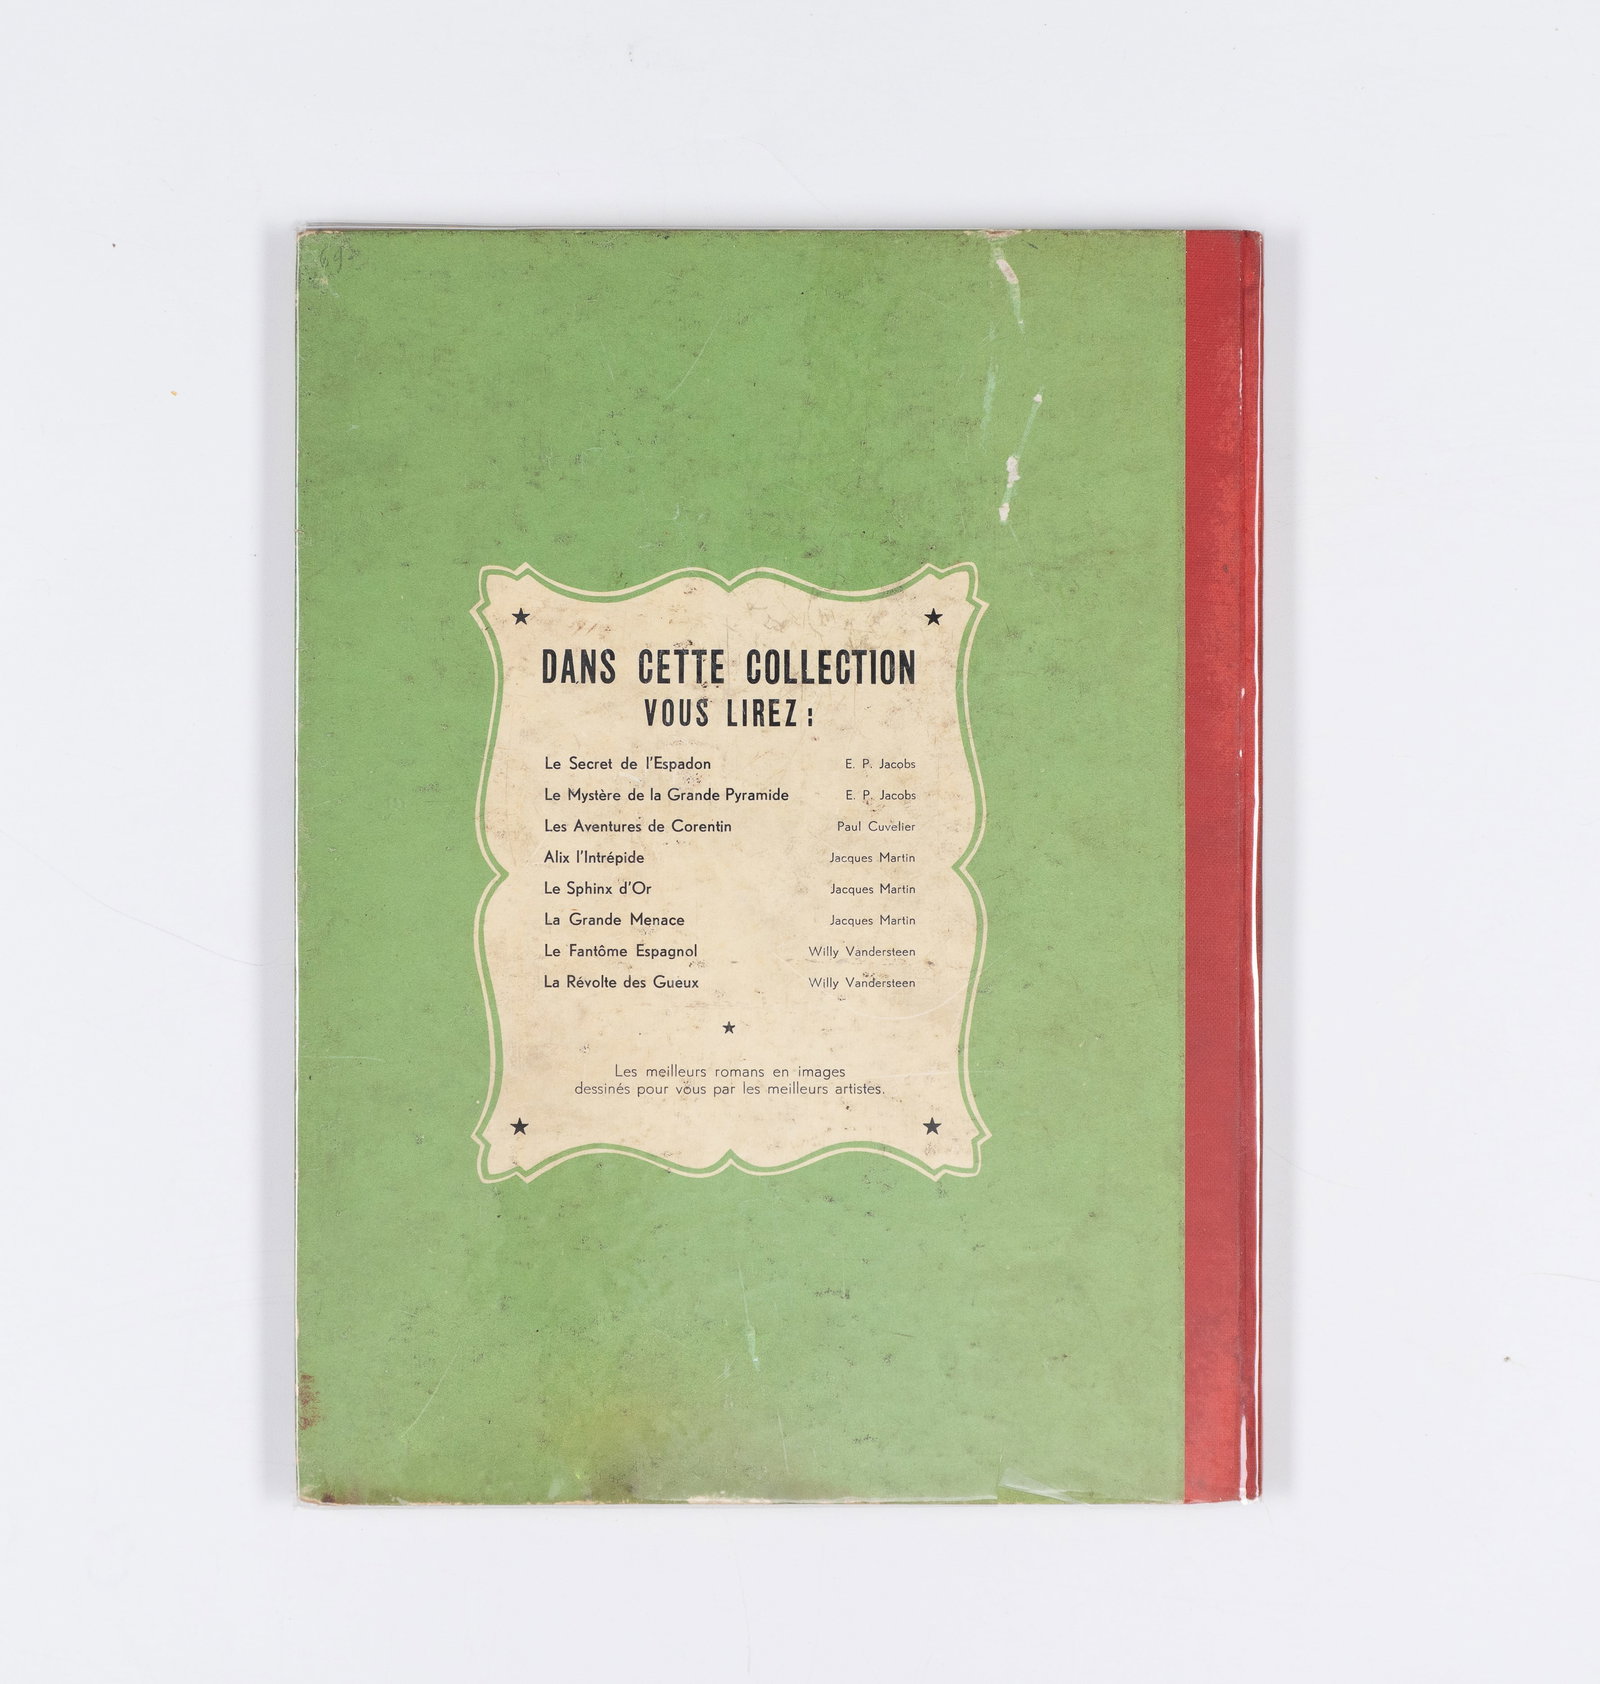 DANS CETTE COLLECTION
VOUS LIREZ :
Le Secret de l'Espadon E. P. Jacobs
Le Mystère de la Grande Pyramide E. P. Jacobs
Les Aventures de Corentin Paul Cuvelier
Alix l'Intrépide Jacques Martin
Le Sphinx d'Or Jacques Martin
La Grande Menace Jacques Martin
Le Fantôme Espagnol Willy Vandersteen
La Révolte des Gueux Willy Vandersteen
Les meilleurs romans en images
dessinés pour vous par les meilleurs artistes.